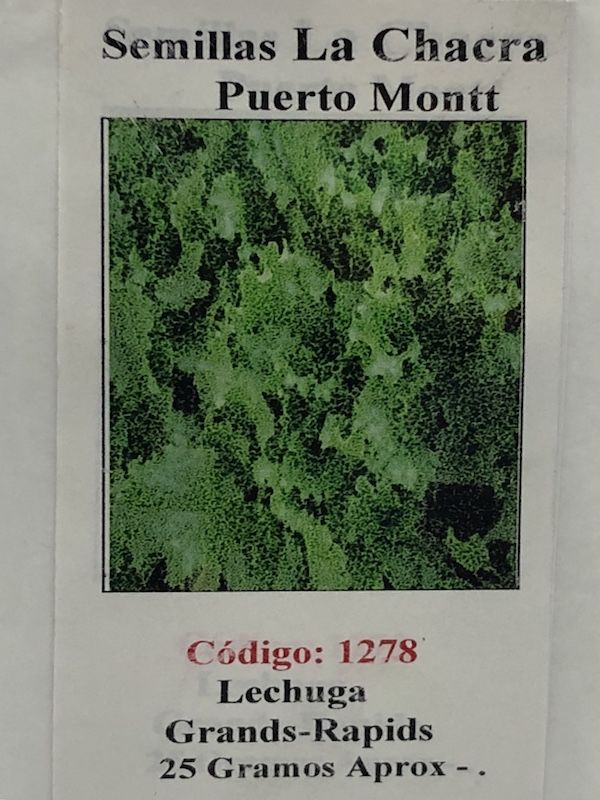 Semillas La Chacra
Puerto Montt
Código: 1278
Lechuga
Grands-Rapids
25 Gramos Aprox - .